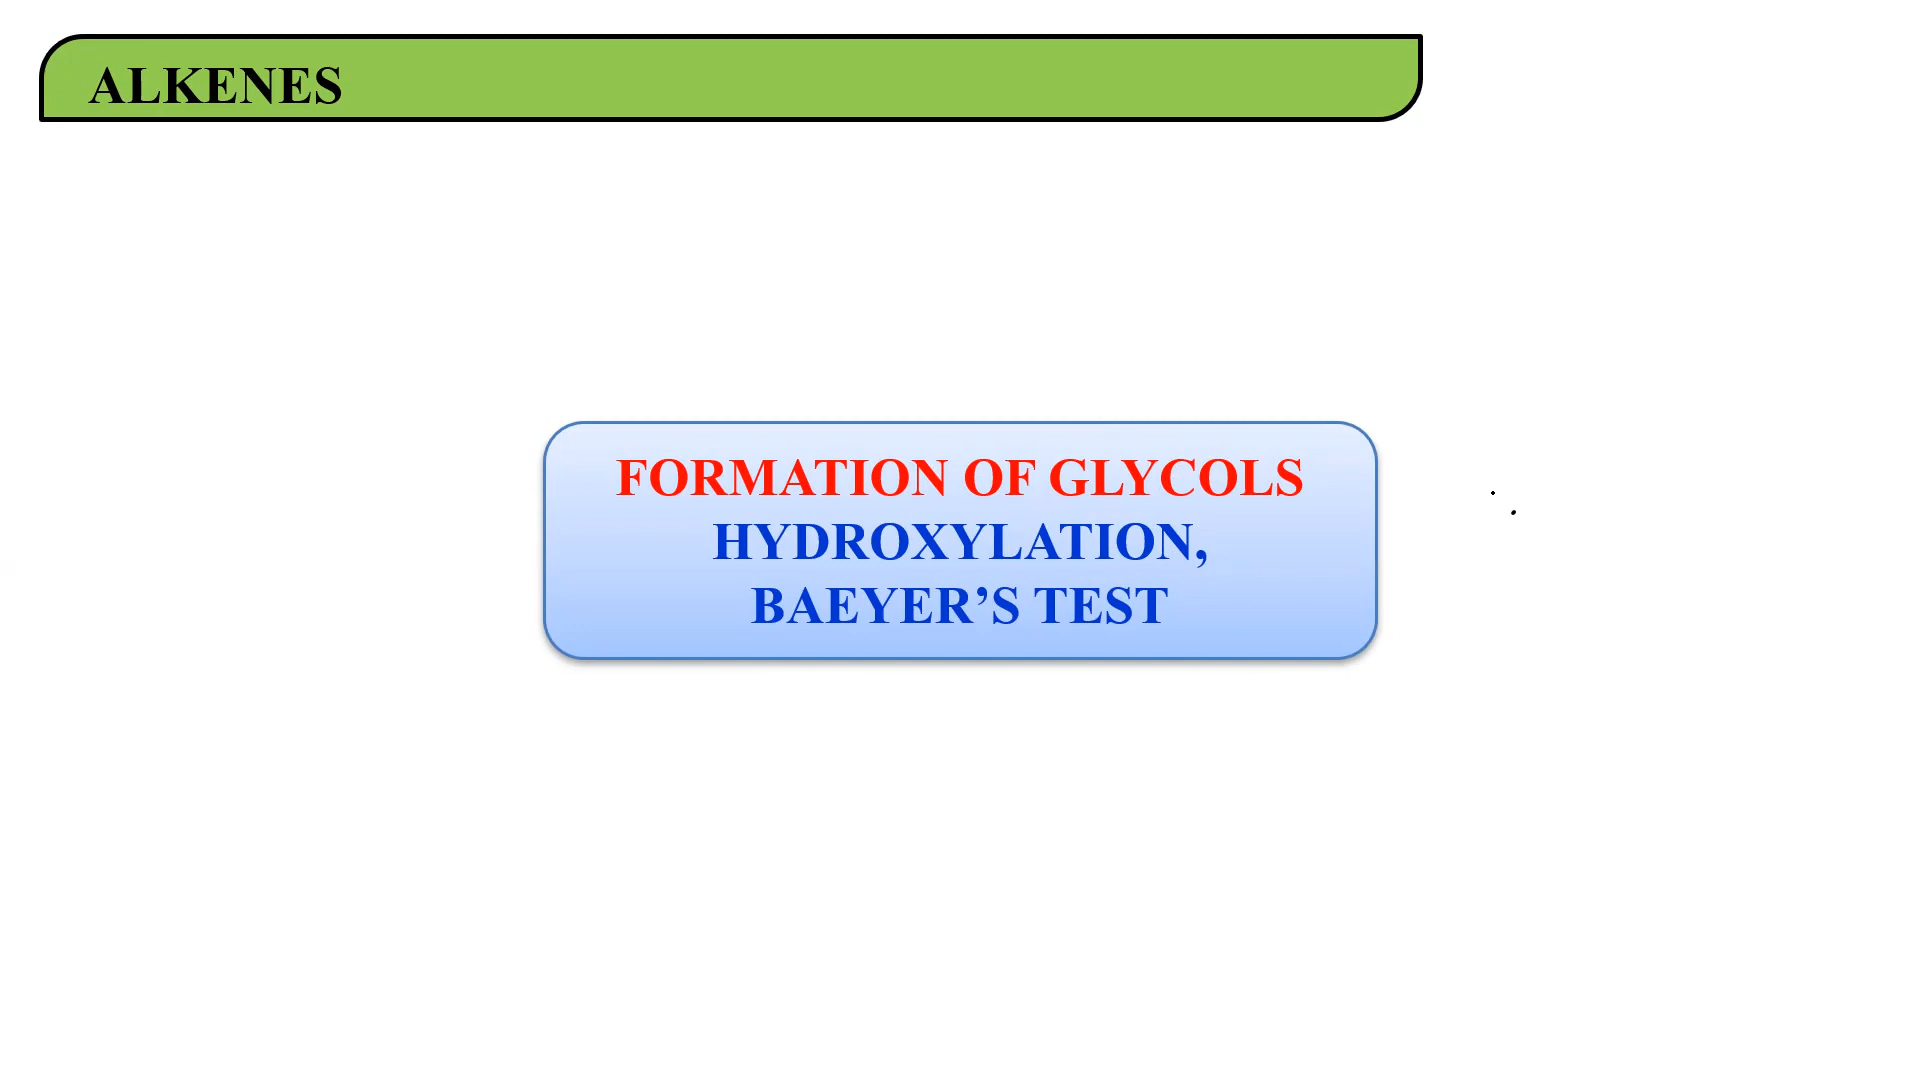 ALKENES
FORMATION OF GLYCOLS
HYDROXYLATION,
BAEYER’S TEST